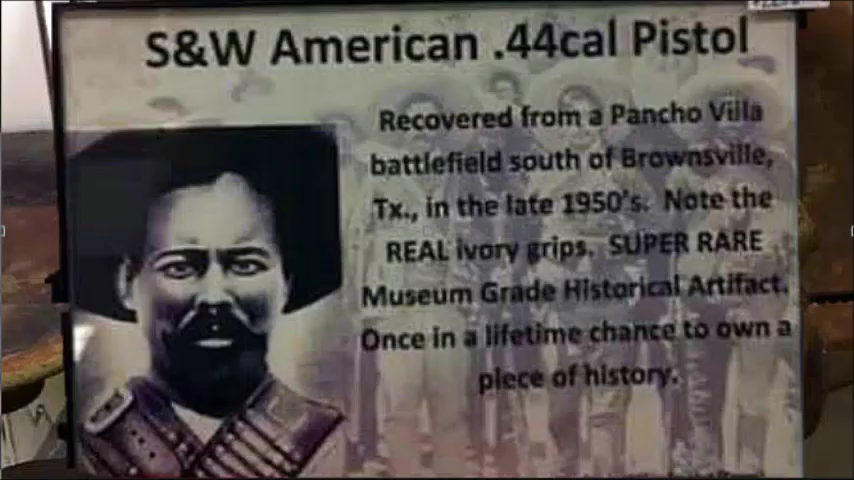 S&W American .44cal Pistol
Recovered from a Pancho Villa
battlefield south of Brownsville,
Tx., in the late 1950's. Note the
REAL ivory grips. SUPER RARE
Museum Grade Historical Artifact.
Once in a lifetime chance to own a
piece of history.